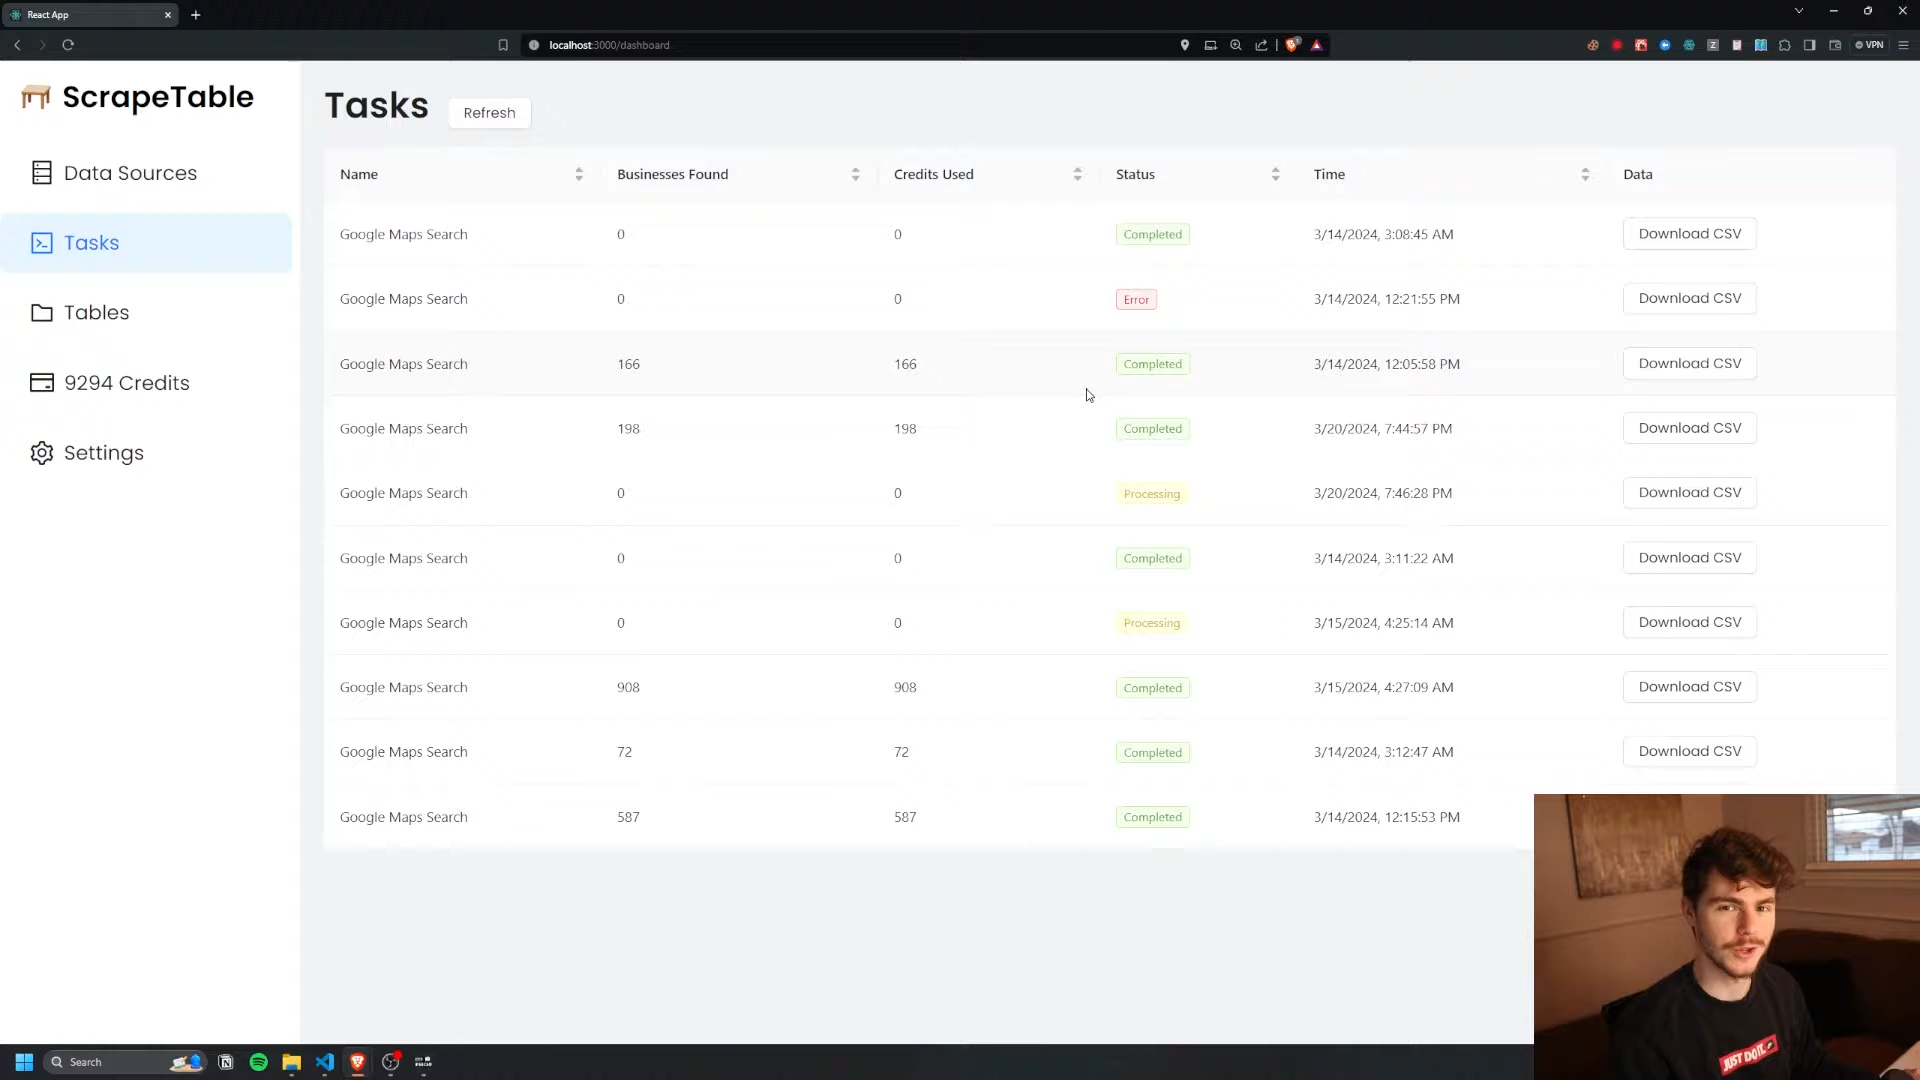 React App
localhost:3000/dashboard
VPN
ScrapeTable
Data Sources
Tasks
Tables
9294 Credits
Settings
Tasks
Refresh
Name Businesses Found Credits Used Status Time Data
Google Maps Search 0 0 Completed 3/14/2024, 3:08:45 AM Download CSV
Google Maps Search 0 0 Error 3/14/2024, 12:21:55 PM Download CSV
Google Maps Search 166 166 Completed 3/14/2024, 12:05:58 PM Download CSV
Google Maps Search 198 198 Completed 3/20/2024, 7:44:57 PM Download CSV
Google Maps Search 0 0 Processing 3/20/2024, 7:46:28 PM Download CSV
Google Maps Search 0 0 Completed 3/14/2024, 3:11:22 AM Download CSV
Google Maps Search 0 0 Processing 3/15/2024, 4:25:14 AM Download CSV
Google Maps Search 908 908 Completed 3/15/2024, 4:27:09 AM Download CSV
Google Maps Search 72 72 Completed 3/14/2024, 3:12:47 AM Download CSV
Google Maps Search 587 587 Completed 3/14/2024, 12:15:53 PM
JUST DO IT.
Search